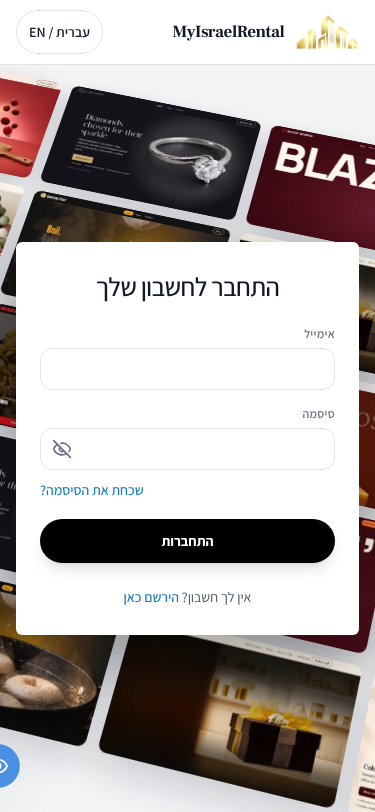 MyIsraelRental
עברית / EN
Diamonds
chosen for their
sparkle
BLAZ
Boil.
התחבר לחשבון שלך
אימייל
סיסמה
שכחת את הסיסמה?
התחברות
אין לך חשבון? הירשם כאן